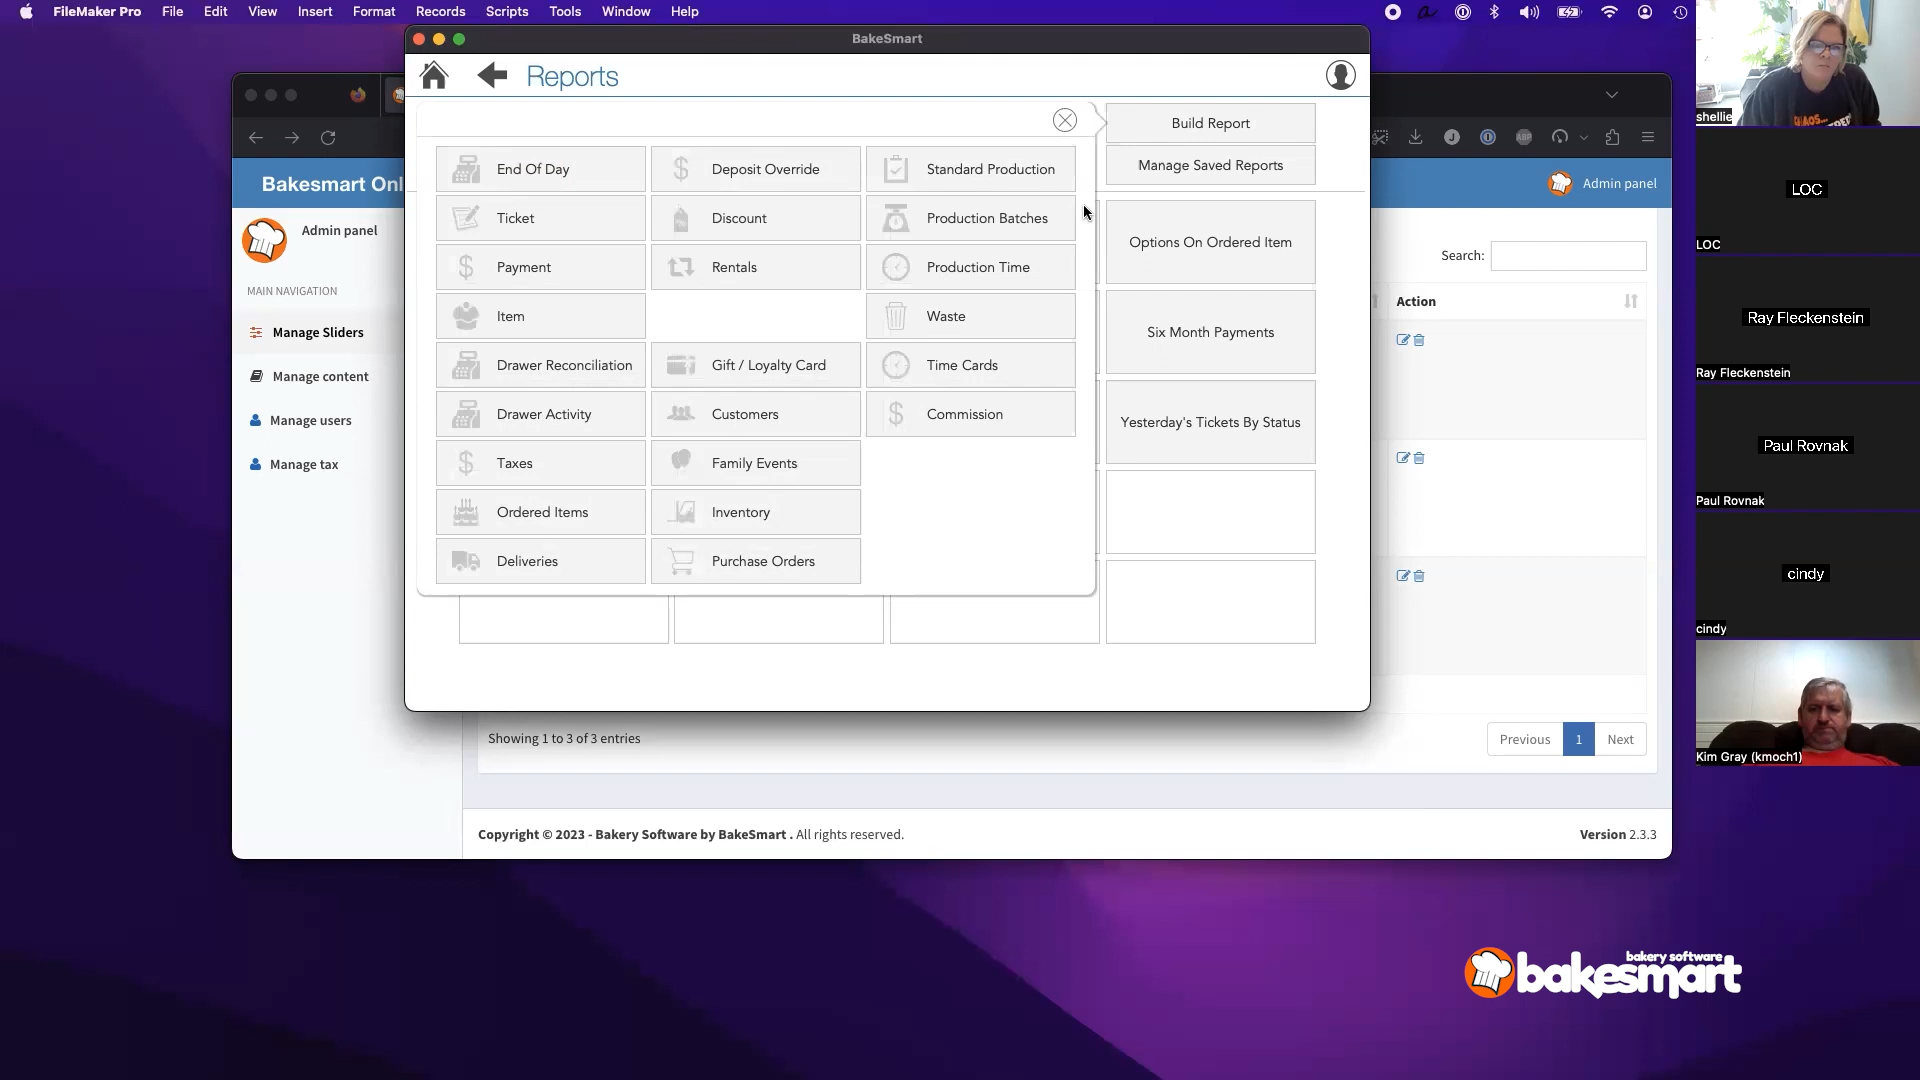 FileMaker Pro File Edit View Insert Format Records Scripts Tools Window Help
BakeSmart
Reports
Build Report
Manage Saved Reports
End Of Day
Deposit Override
Standard Production
Ticket
Discount
Production Batches
Payment
Rentals
Production Time
Item
Waste
Drawer Reconciliation
Gift / Loyalty Card
Time Cards
Drawer Activity
Customers
Commission
Taxes
Family Events
Ordered Items
Inventory
Deliveries
Purchase Orders
Options On Ordered Item
Six Month Payments
Yesterday's Tickets By Status
Bakesmart Onl
Admin panel
MAIN NAVIGATION
Manage Sliders
Manage content
Manage users
Manage tax
ABP
Admin panel
Search:
Action
Showing 1 to 3 of 3 entries
Previous 1 Next
Copyright © 2023 - Bakery Software by BakeSmart . All rights reserved.
Version 2.3.3
bakery software
bakesmart
shellie
LOC
LOC
Ray Fleckenstein
Ray Fleckenstein
Paul Rovnak
Paul Rovnak
cindy
cindy
Kim Gray (kmoch1)